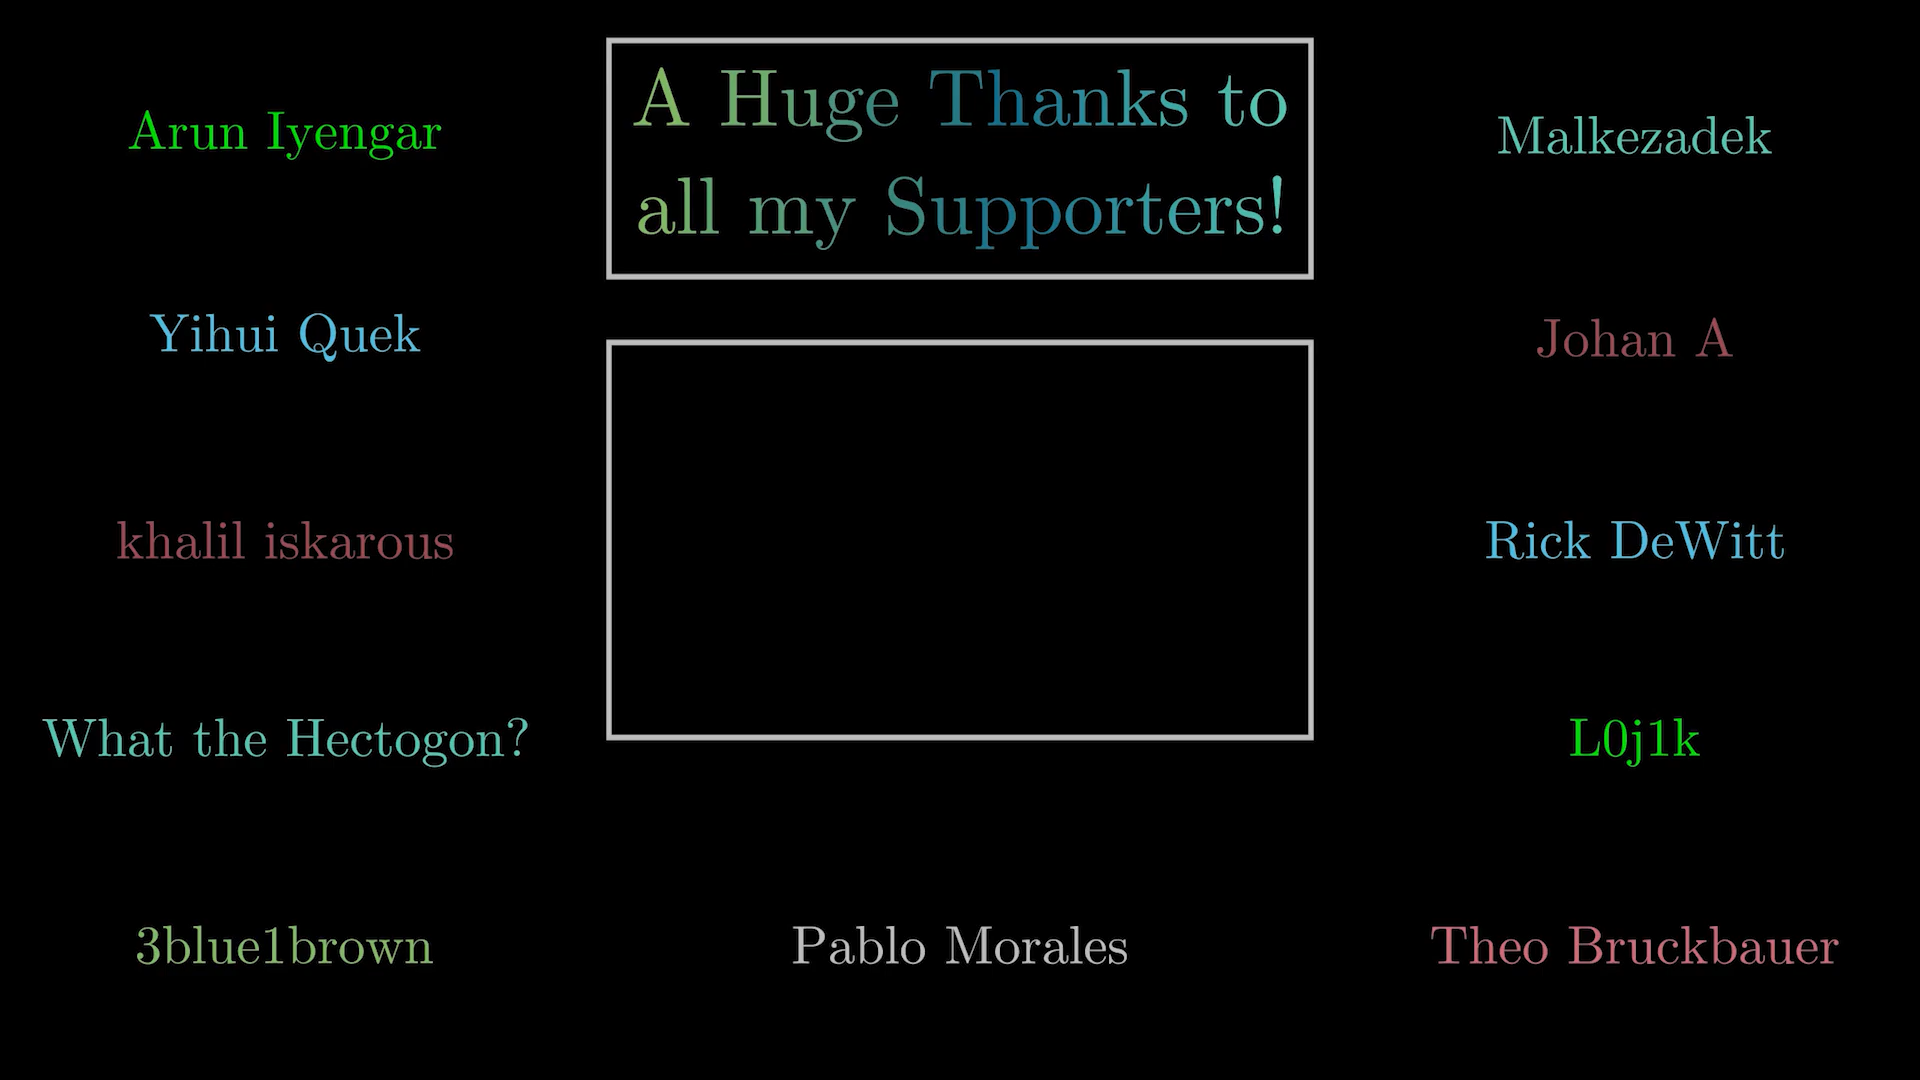 A Huge Thanks to
all my Supporters!
Arun Iyengar
Malkezadek
Yihui Quek
Johan A
khalil iskarous
Rick DeWitt
What the Hectogon?
L0j1k
3blue1brown
Pablo Morales
Theo Bruckbauer